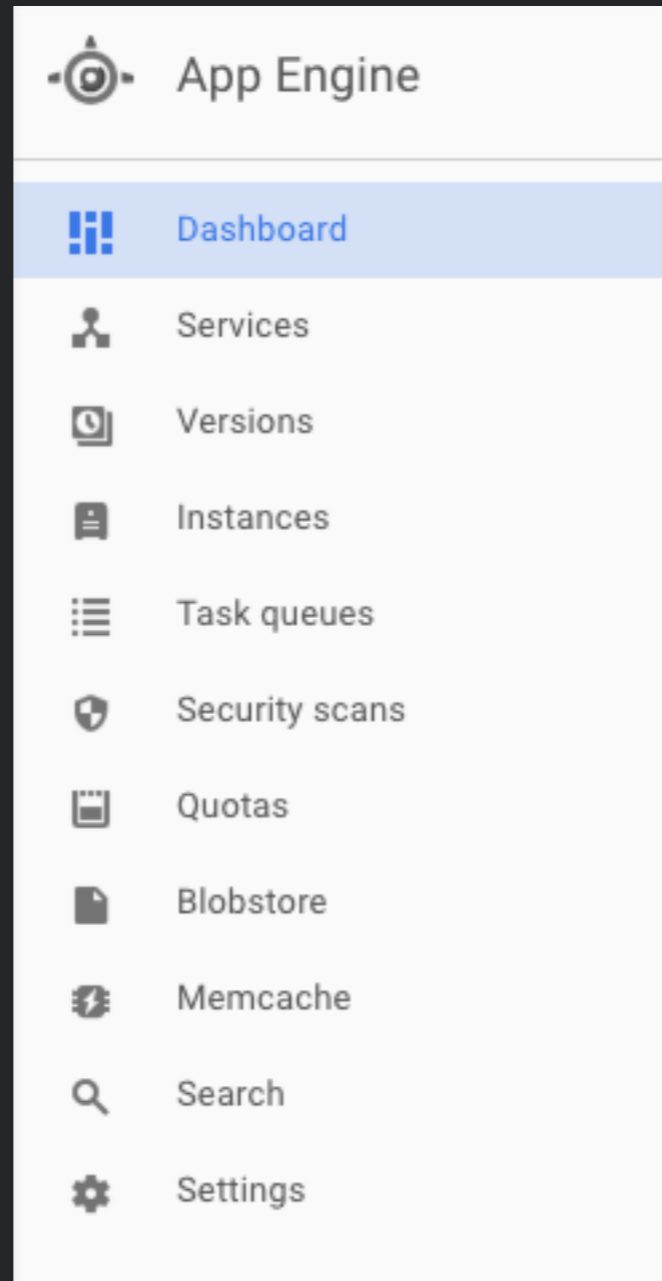 App Engine
Dashboard
Services
Versions
Instances
Task queues
Security scans
Quotas
Blobstore
Memcache
Search
Settings